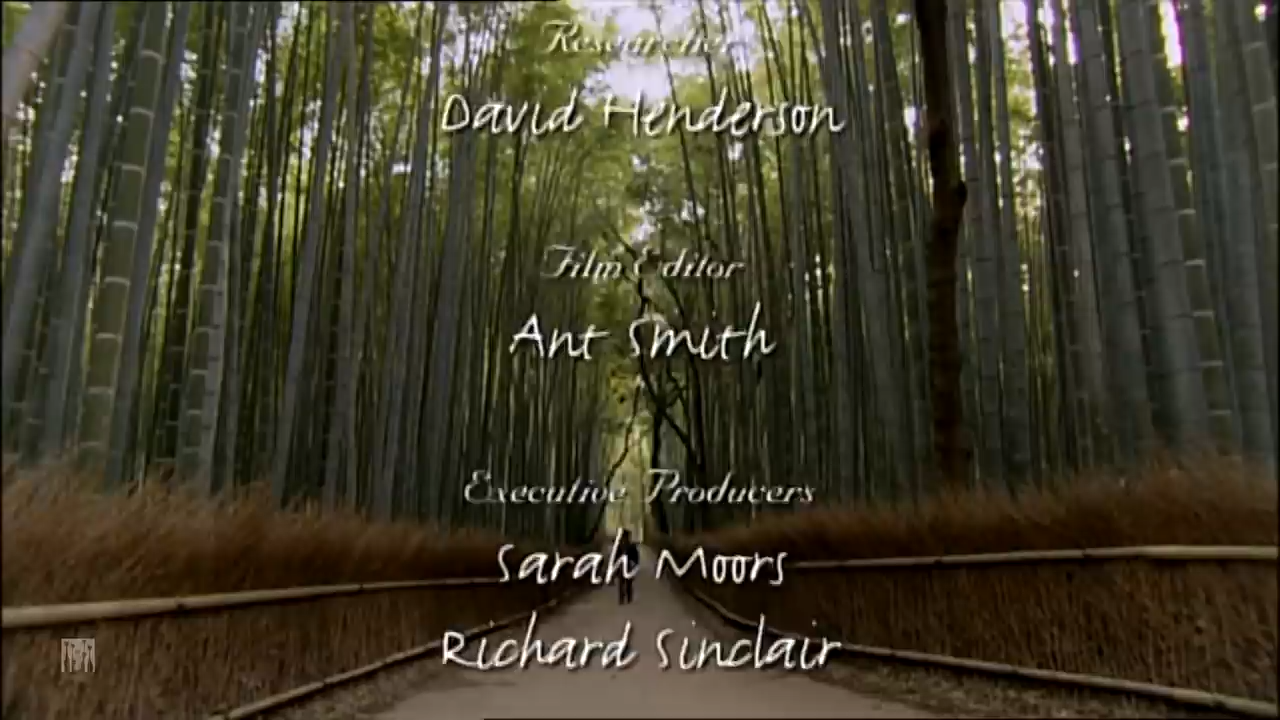 Researcher
David Henderson
Film Editor
Ant Smith
Executive Producers
Sarah Moors
Richard Sinclair